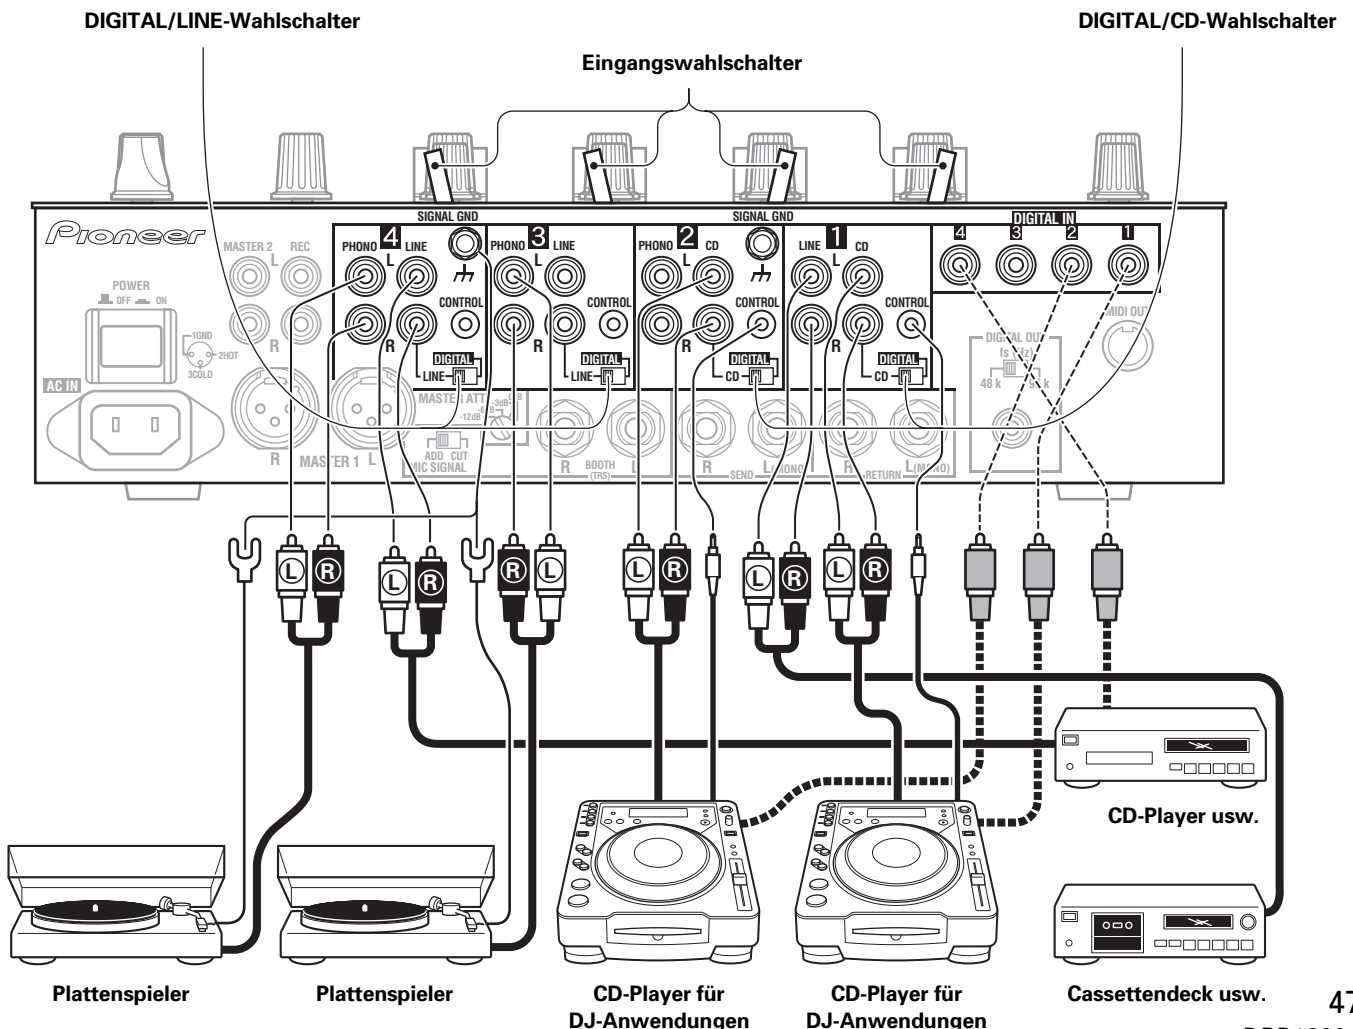 DIGITAL/LINE-Wahlschalter
DIGITAL/CD-Wahlschalter
Eingangswahlschalter
Pioneer
POWER
OFF ON
AC IN
1GND
2HOT
3COLD
MASTER 2 REC
L
R
R MASTER 1 L
SIGNAL GND
PHONO 4 LINE
L
R
CONTROL
DIGITAL
LINE
PHONO 3 LINE
L
R
CONTROL
DIGITAL
LINE
SIGNAL GND
PHONO 2 CD
L
R
CONTROL
DIGITAL
CD
LINE 1 CD
L
R
CONTROL
DIGITAL
CD
DIGITAL IN
4 3 2 1
MIDI OUT
DIGITAL OUT
fs (Hz)
48 k
MASTER ATT
-3dB
-12dB
ADD CUT
MIC SIGNAL
R BOOTH L
(TRS)
R SEND L(MONO)
R RETURN L(MONO)
L R L R R L L R L R L R
CD-Player usw.
Plattenspieler
Plattenspieler
CD-Player für
DJ-Anwendungen
CD-Player für
DJ-Anwendungen
Cassettendeck usw.
47